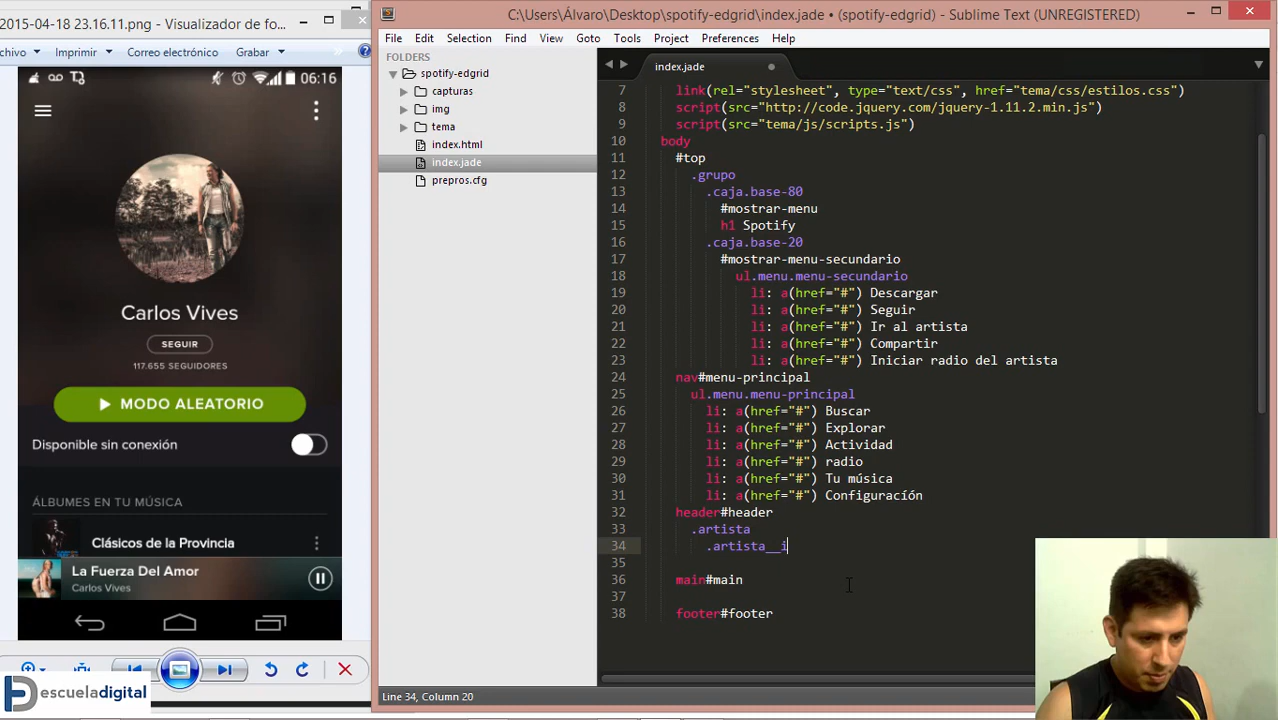 2015-04-18 23.16.11.png - Visualizador de fo...
chivo
Imprimir
Correo electrónico
Grabar
06:16
Carlos Vives
SEGUIR
117.655 SEGUIDORES
MODO ALEATORIO
Disponible sin conexión
ÁLBUMES EN TU MÚSICA
Clásicos de la Provincia
La Fuerza Del Amor
Carlos Vives
escueladigital
C:\Users\Álvaro\Desktop\spotify-edgrid\index.jade • (spotify-edgrid) - Sublime Text (UNREGISTERED)
File Edit Selection Find View Goto Tools Project Preferences Help
FOLDERS
spotify-edgrid
capturas
img
tema
index.html
index.jade
prepros.cfg
index.jade
7 link(rel="stylesheet", type="text/css", href="tema/css/estilos.css")
8 script(src="http://code.jquery.com/jquery-1.11.2.min.js")
9 script(src="tema/js/scripts.js")
10 body
11 #top
12 .grupo
13 .caja.base-80
14 #mostrar-menu
15 h1 Spotify
16 .caja.base-20
17 #mostrar-menu-secundario
18 ul.menu.menu-secundario
19 li: a(href="#") Descargar
20 li: a(href="#") Seguir
21 li: a(href="#") Ir al artista
22 li: a(href="#") Compartir
23 li: a(href="#") Iniciar radio del artista
24 nav#menu-principal
25 ul.menu.menu-principal
26 li: a(href="#") Buscar
27 li: a(href="#") Explorar
28 li: a(href="#") Actividad
29 li: a(href="#") radio
30 li: a(href="#") Tu música
31 li: a(href="#") Configuracíón
32 header#header
33 .artista
34 .artista__i
35
36 main#main
37
38 footer#footer
Line 34, Column 20